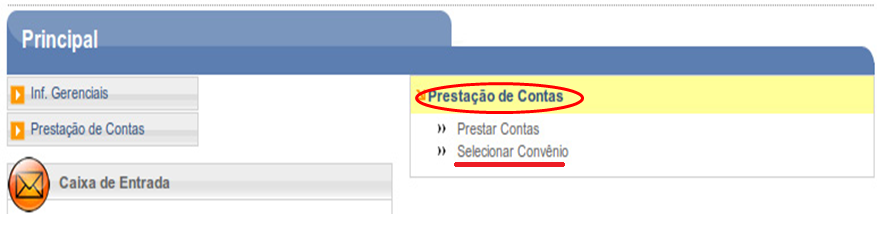 Principal
Inf. Gerenciais
Prestação de Contas
Caixa de Entrada
Prestação de Contas
Prestar Contas
Selecionar Convênio